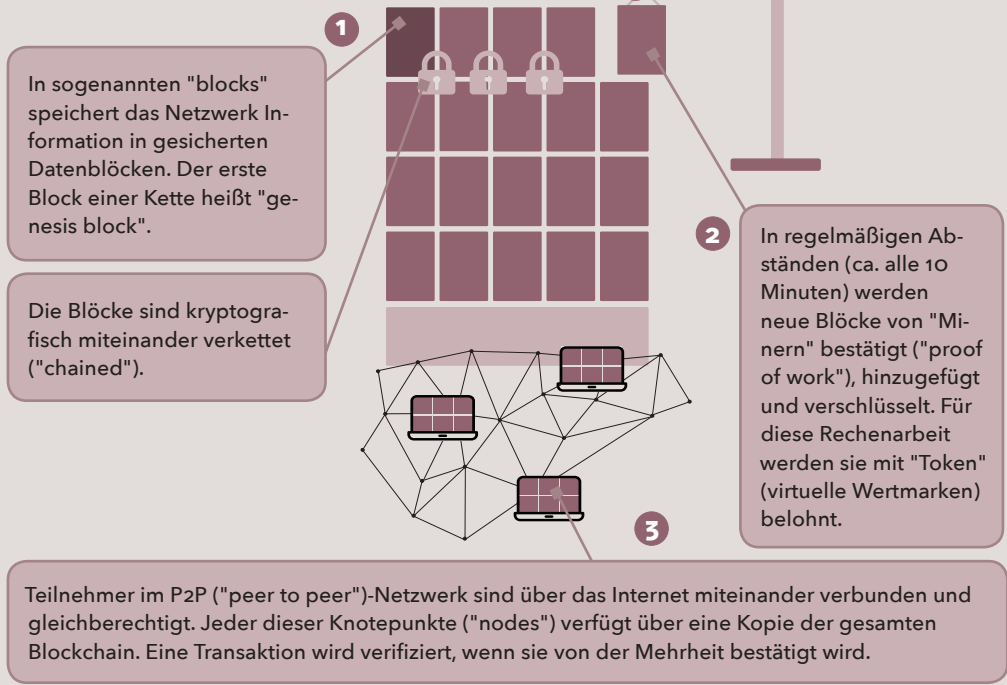 1
In sogenannten "blocks"
speichert das Netzwerk In-
formation in gesicherten
Datenblöcken. Der erste
Block einer Kette heißt "ge-
nesis block".
Die Blöcke sind kryptogra-
fisch miteinander verkettet
("chained").
2
In regelmäßigen Ab-
ständen (ca. alle 10
Minuten) werden
neue Blöcke von "Mi-
nern" bestätigt ("proof
of work"), hinzugefügt
und verschlüsselt. Für
diese Rechenarbeit
werden sie mit "Token"
(virtuelle Wertmarken)
belohnt.
3
Teilnehmer im P2P ("peer to peer")-Netzwerk sind über das Internet miteinander verbunden und
gleichberechtigt. Jeder dieser Knotepunkte ("nodes") verfügt über eine Kopie der gesamten
Blockchain. Eine Transaktion wird verifiziert, wenn sie von der Mehrheit bestätigt wird.